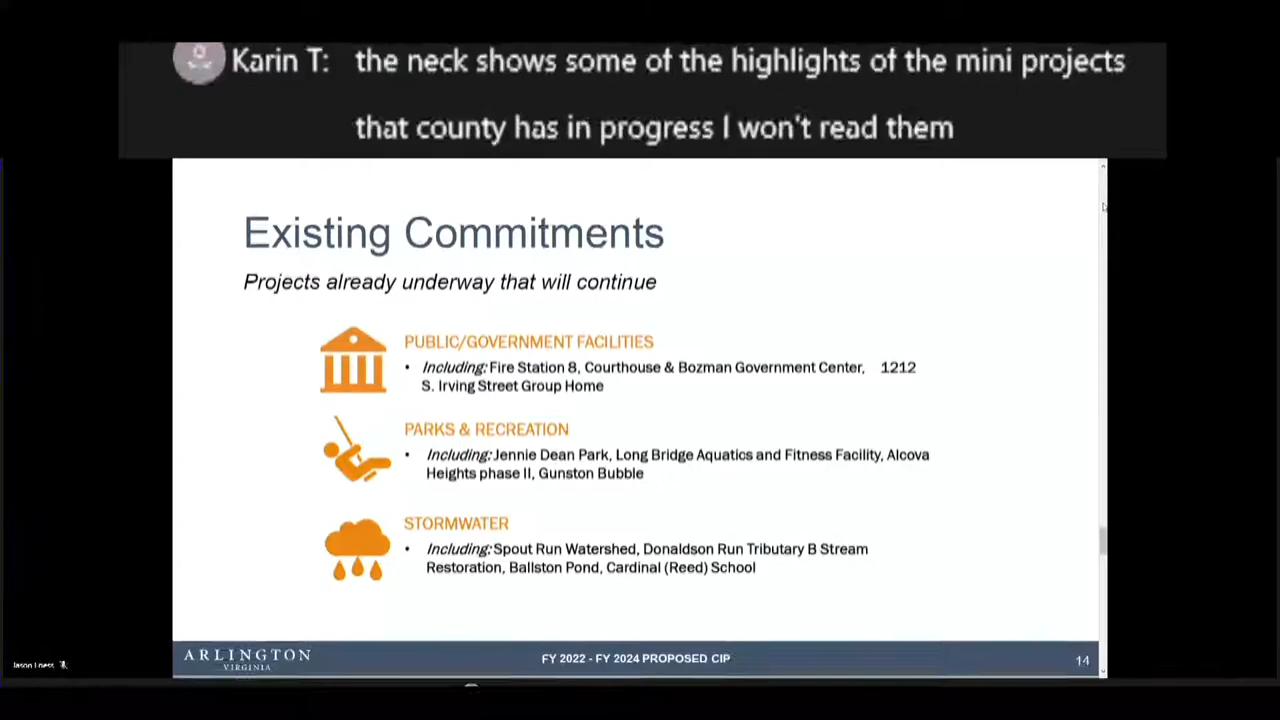 Karin T: the neck shows some of the highlights of the mini projects
that county has in progress I won't read them
Existing Commitments
Projects already underway that will continue
PUBLIC/GOVERNMENT FACILITIES
• Including: Fire Station 8, Courthouse & Bozman Government Center, 1212
S. Irving Street Group Home
PARKS & RECREATION
• Including: Jennie Dean Park, Long Bridge Aquatics and Fitness Facility, Alcova
Heights phase II, Gunston Bubble
STORMWATER
• Including: Spout Run Watershed, Donaldson Run Tributary B Stream
Restoration, Ballston Pond, Cardinal (Reed) School
ARLINGTON
VIRGINIA
FY 2022 - FY 2024 PROPOSED CIP
14
Jason